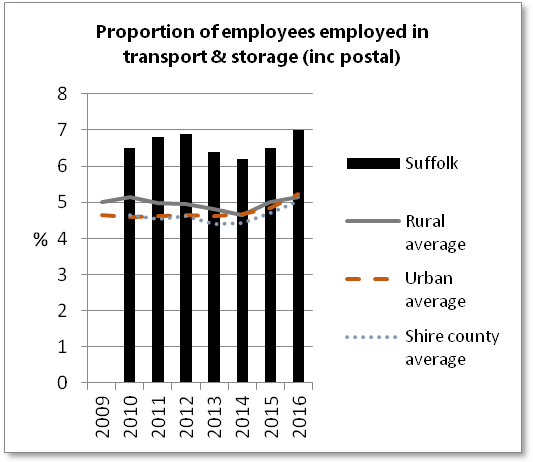 Proportion of employees employed in
transport & storage (inc postal)
8
7
6
5
4
3
2
1
0
%
2009
2010
2011
2012
2013
2014
2015
2016
Suffolk
Rural
average
Urban
average
Shire county
average